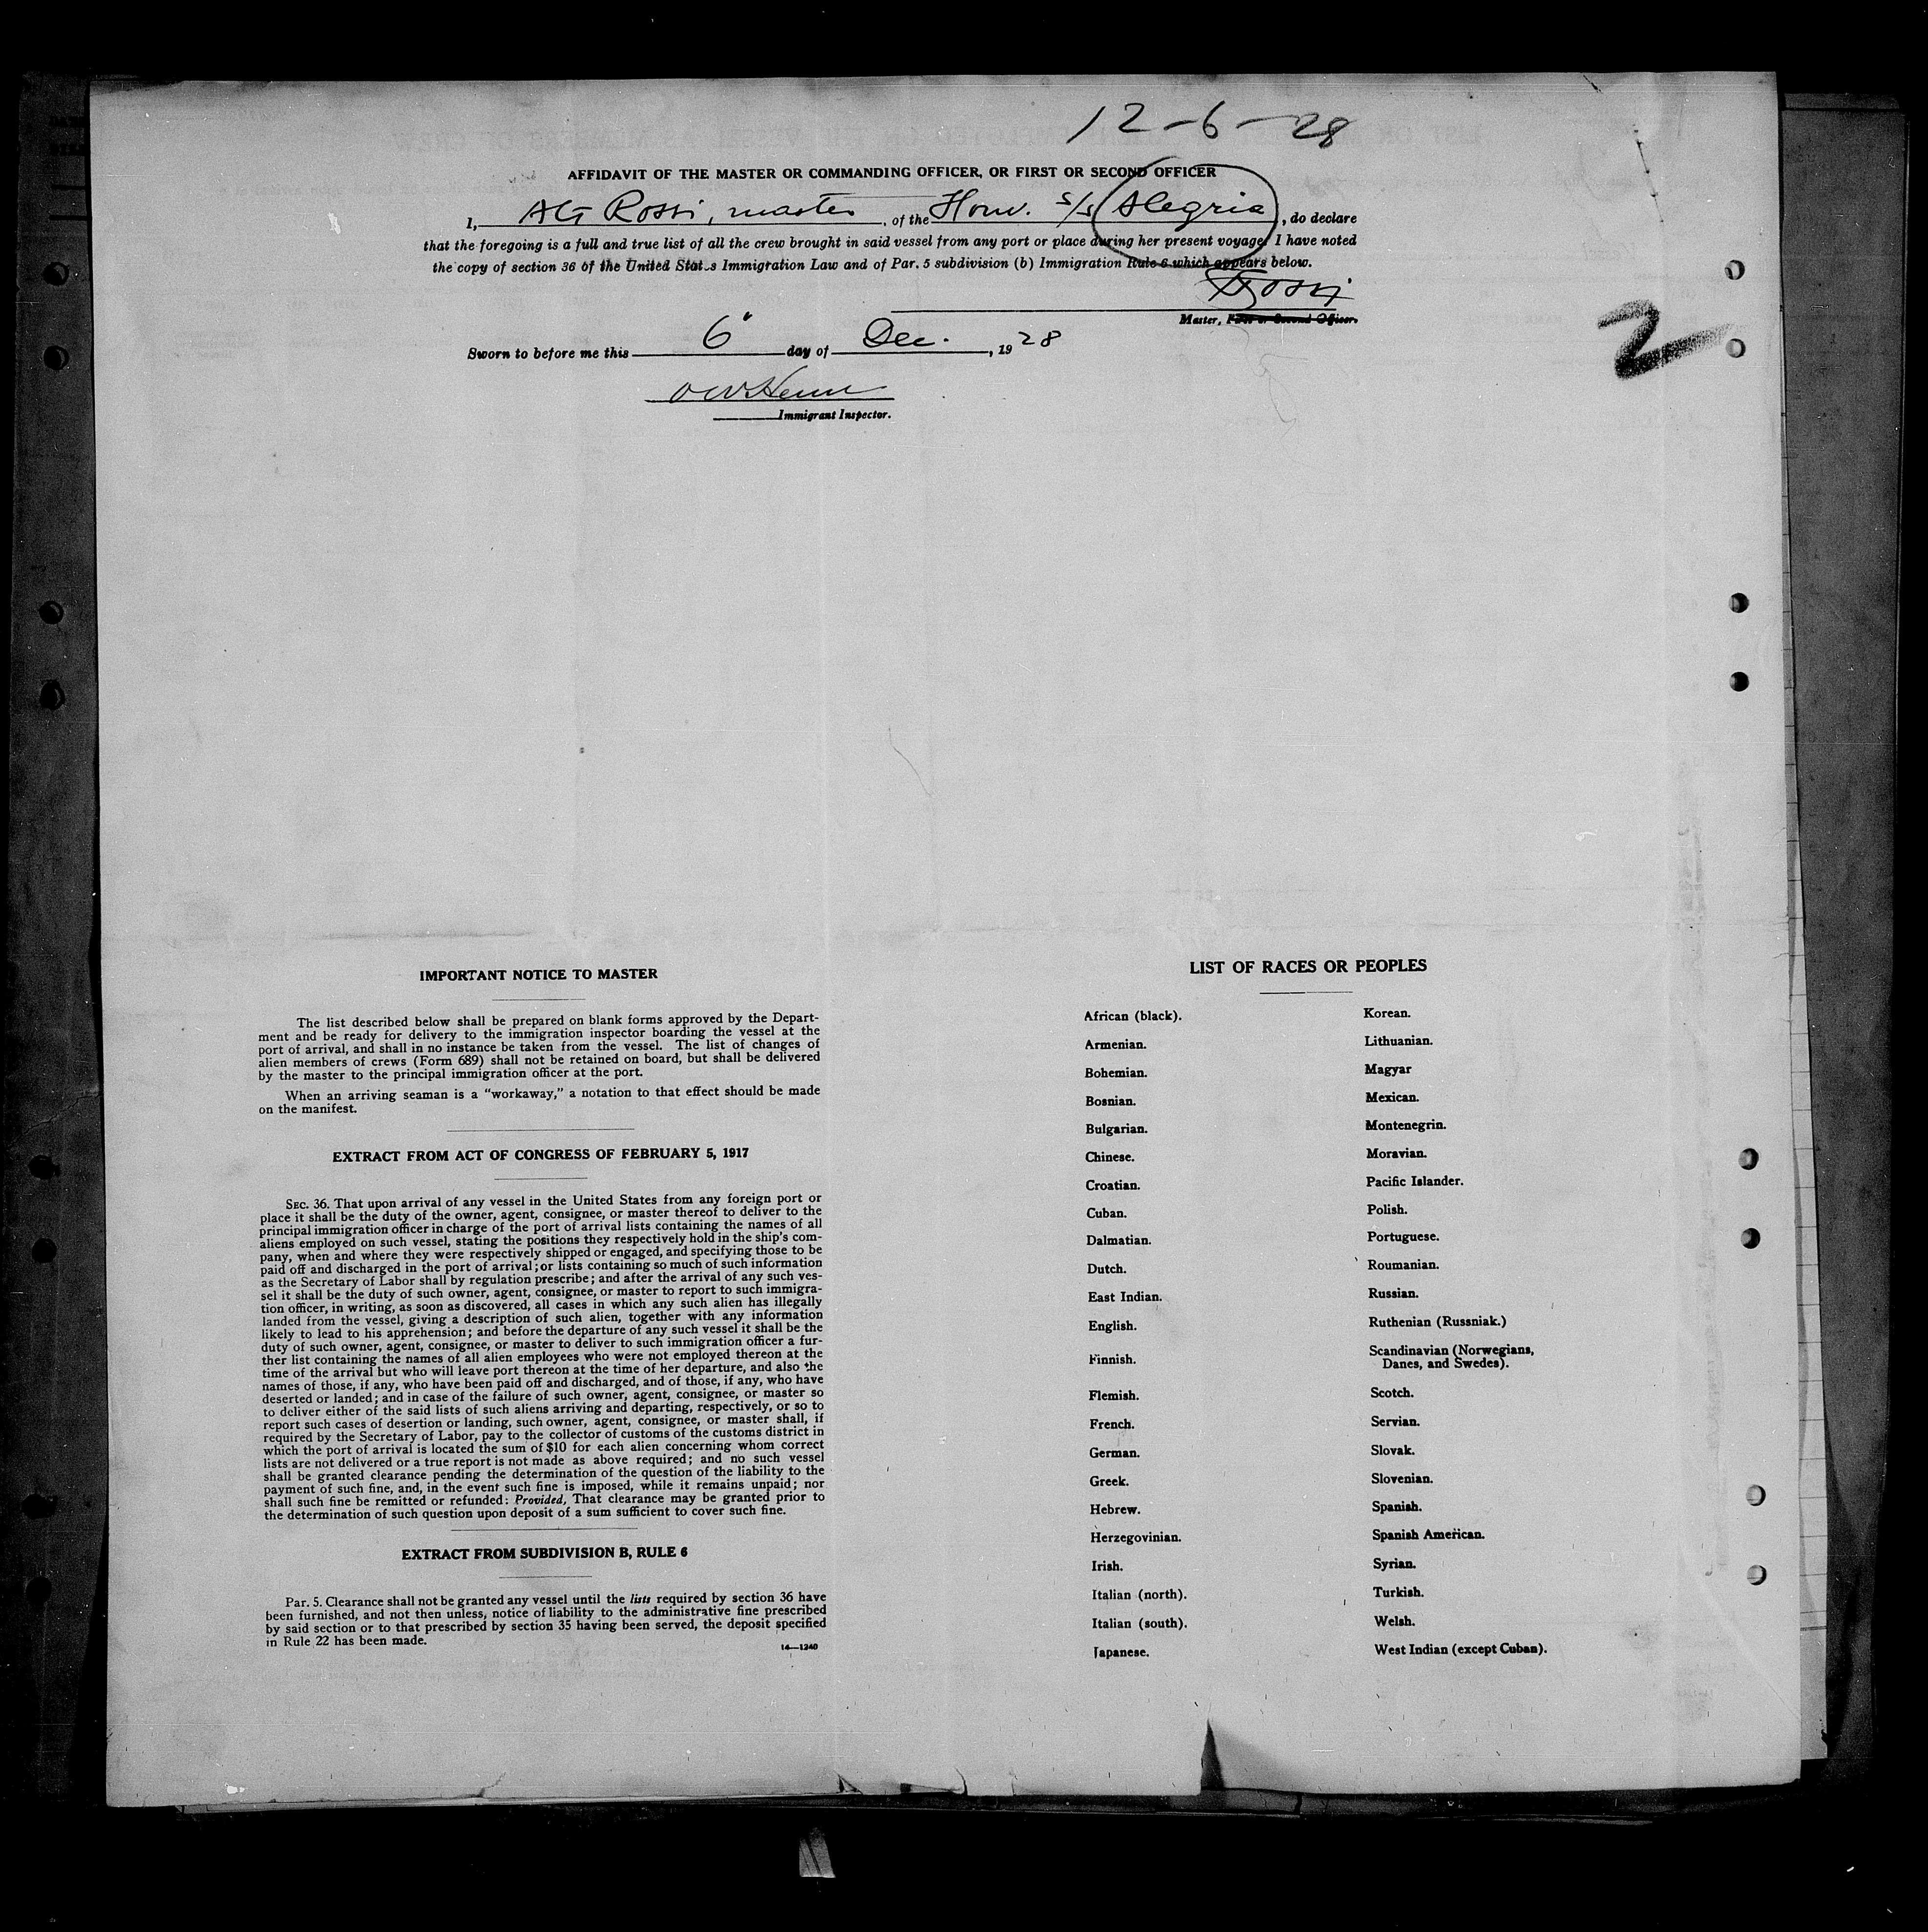 12-6-28
AFFIDAVIT OF THE MASTER OR COMMANDING OFFICER, OR FIRST OR SECOND OFFICER
I, Rossi, master, of the Hon. s/s Alegria, do declare
that the foregoing is a full and true list of all the crew brought in said vessel from any port or place during her present voyage. I have noted
the copy of section 36 of the United States Immigration Law and of Par. 5 subdivision (b) Immigration Rule 6 which appears below.
Rossi
Master, First or Second Officer.
2
Sworn to before me this 6" day of Dec. , 1928
Immigrant Inspector.
IMPORTANT NOTICE TO MASTER
The list described below shall be prepared on blank forms approved by the Depart-
ment and be ready for delivery to the immigration inspector boarding the vessel at the
port of arrival, and shall in no instance be taken from the vessel. The list of changes of
alien members of crews (Form 689) shall not be retained on board, but shall be delivered
by the master to the principal immigration officer at the port.
When an arriving seaman is a "workaway," a notation to that effect should be made
on the manifest.
EXTRACT FROM ACT OF CONGRESS OF FEBRUARY 5, 1917
SEC. 36. That upon arrival of any vessel in the United States from any foreign port or
place it shall be the duty of the owner, agent, consignee, or master thereof to deliver to the
principal immigration officer in charge of the port of arrival lists containing the names of all
aliens employed on such vessel, stating the positions they respectively hold in the ship's com-
pany, when and where they were respectively shipped or engaged, and specifying those to be
paid off and discharged in the port of arrival; or lists containing so much of such information
as the Secretary of Labor shall by regulation prescribe; and after the arrival of any such ves-
sel it shall be the duty of such owner, agent, consignee, or master to report to such immigra-
tion officer, in writing, as soon as discovered, all cases in which any such alien has illegally
landed from the vessel, giving a description of such alien, together with any information
likely to lead to his apprehension; and before the departure of any such vessel it shall be the
duty of such owner, agent, consignee, or master to deliver to such immigration officer a fur-
ther list containing the names of all alien employees who were not employed thereon at the
time of the arrival but who will leave port thereon at the time of her departure, and also the
names of those, if any, who have been paid off and discharged, and of those, if any, who have
deserted or landed; and in case of the failure of such owner, agent, consignee, or master so
to deliver either of the said lists of such aliens arriving and departing, respectively, or so to
report such cases of desertion or landing, such owner, agent, consignee, or master shall, if
required by the Secretary of Labor, pay to the collector of customs of the customs district in
which the port of arrival is located the sum of $10 for each alien concerning whom correct
lists are not delivered or a true report is not made as above required; and no such vessel
shall be granted clearance pending the determination of the question of the liability to the
payment of such fine, and, in the event such fine is imposed, while it remains unpaid; nor
shall such fine be remitted or refunded: Provided, That clearance may be granted prior to
the determination of such question upon deposit of a sum sufficient to cover such fine.
EXTRACT FROM SUBDIVISION B, RULE 6
Par. 5. Clearance shall not be granted any vessel until the lists required by section 36 have
been furnished, and not then unless, notice of liability to the administrative fine prescribed
by said section or to that prescribed by section 35 having been served, the deposit specified
in Rule 22 has been made.
14—1240
LIST OF RACES OR PEOPLES
African (black).
Armenian.
Bohemian.
Bosnian.
Bulgarian.
Chinese.
Croatian.
Cuban.
Dalmatian.
Dutch.
East Indian.
English.
Finnish.
Flemish.
French.
German.
Greek.
Hebrew.
Herzegovinian.
Irish.
Italian (north).
Italian (south).
Japanese.
Korean.
Lithuanian.
Magyar
Mexican.
Montenegrin.
Moravian.
Pacific Islander.
Polish.
Portuguese.
Roumanian.
Russian.
Ruthenian (Russniak.)
Scandinavian (Norwegians,
Danes, and Swedes).
Scotch.
Servian.
Slovak.
Slovenian.
Spanish.
Spanish American.
Syrian.
Turkish.
Welsh.
West Indian (except Cuban).